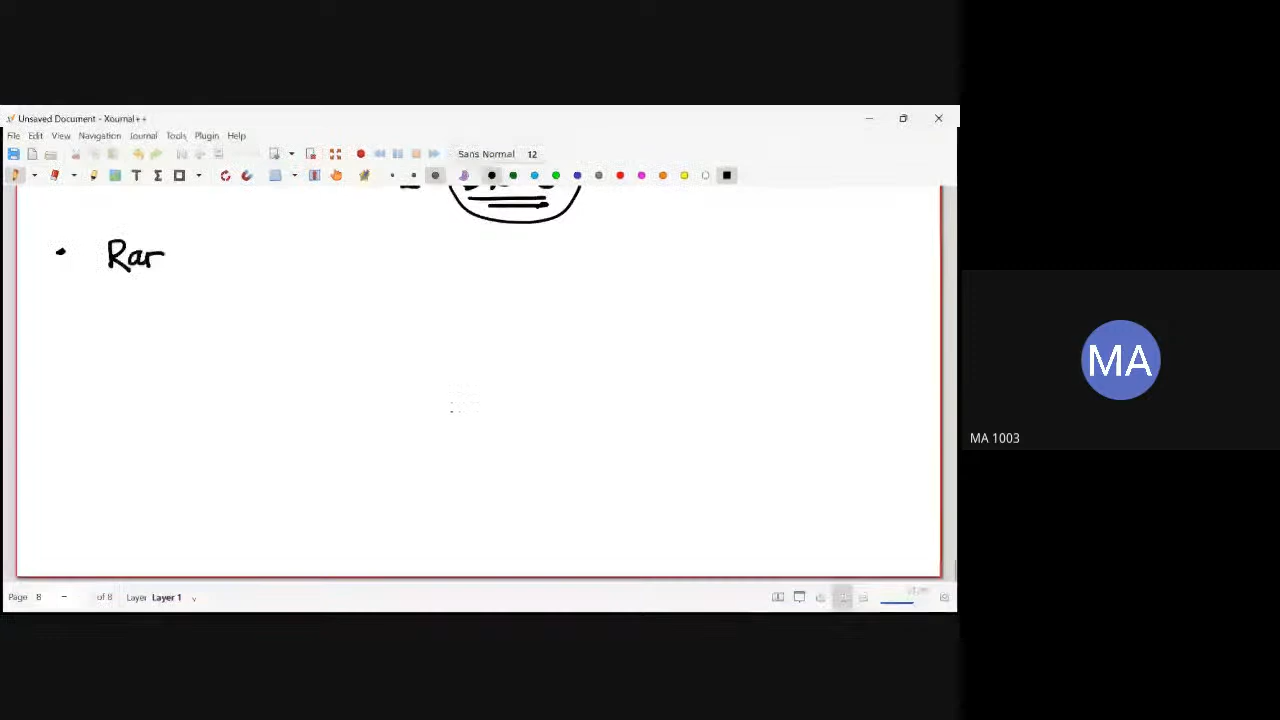 Unsaved Document - Xournal++
File Edit View Navigation Journal Tools Plugin Help
Sans Normal 12
• Rar
MA
MA 1003
Page 8 of 8 Layer Layer 1